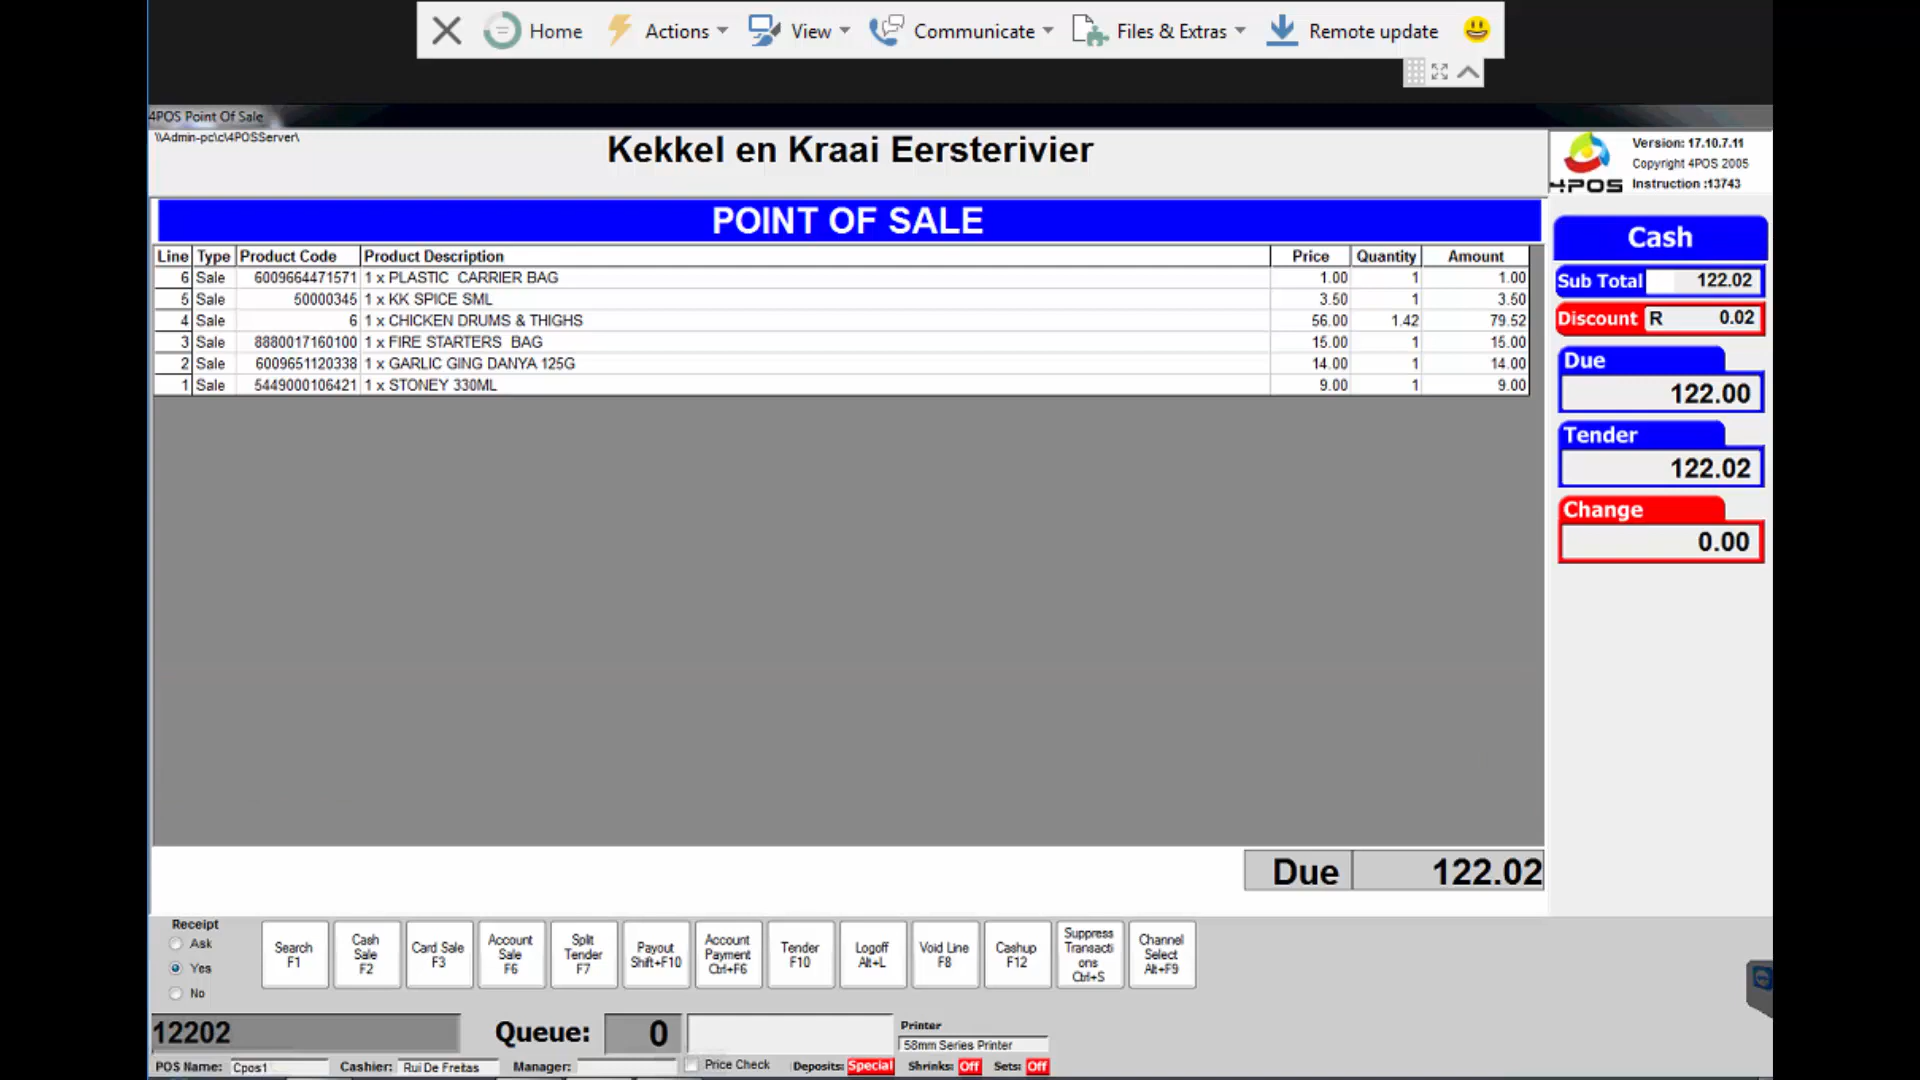 Home Actions View Communicate Files & Extras Remote update
4POS Point Of Sale
\\Admin-pc\c\4POSServer\
Kekkel en Kraai Eersterivier
4POS
Version: 17.10.7.11
Copyright 4POS 2005
Instruction :13743
POINT OF SALE
Line Type Product Code Product Description Price Quantity Amount
6 Sale 6009664471571 1 x PLASTIC CARRIER BAG 1.00 1 1.00
5 Sale 50000345 1 x KK SPICE SML 3.50 1 3.50
4 Sale 6 1 x CHICKEN DRUMS & THIGHS 56.00 1.42 79.52
3 Sale 8880017160100 1 x FIRE STARTERS BAG 15.00 1 15.00
2 Sale 6009651120338 1 x GARLIC GING DANYA 125G 14.00 1 14.00
1 Sale 5449000106421 1 x STONEY 330ML 9.00 1 9.00
Cash
Sub Total 122.02
Discount R 0.02
Due
122.00
Tender
122.02
Change
0.00
Due 122.02
Receipt
Ask
Yes
No
Search
F1
Cash
Sale
F2
Card Sale
F3
Account
Sale
F6
Split
Tender
F7
Payout
Shift+F10
Account
Payment
Ctrl+F6
Tender
F10
Logoff
Alt+L
Void Line
F8
Cashup
F12
Suppress
Transacti
ons
Ctrl+S
Channel
Select
Alt+F9
12202
Queue: 0
Printer
58mm Series Printer
POS Name: Cpos1 Cashier: Rui De Freitas Manager: Price Check Deposits: Special Shrinks: Off Sets: Off